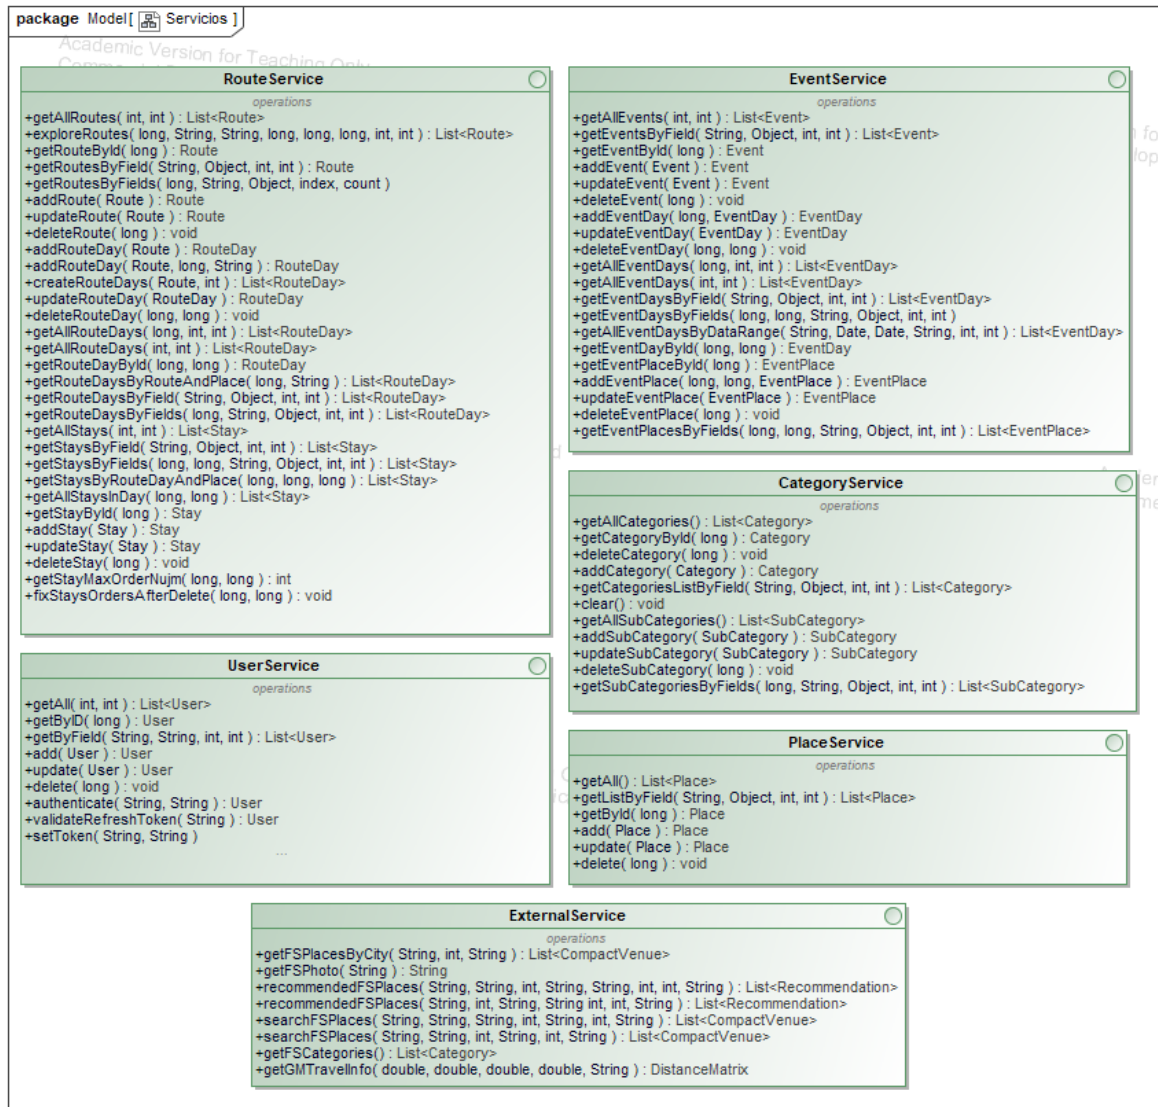 package Model[ Servicios ]
Academic Version for Teaching Only
RouteService
operations
+getAllRoutes( int, int ) : List<Route>
+exploreRoutes( long, String, String, long, long, long, int, int ) : List<Route>
+getRouteById( long ) : Route
+getRoutesByField( String, Object, int, int ) : Route
+getRoutesByFields( long, String, Object, index, count )
+addRoute( Route ) : Route
+updateRoute( Route ) : Route
+deleteRoute( long ) : void
+addRouteDay( Route ) : RouteDay
+addRouteDay( Route, long, String ) : RouteDay
+createRouteDays( Route, int ) : List<RouteDay>
+updateRouteDay( RouteDay ) : RouteDay
+deleteRouteDay( long, long ) : void
+getAllRouteDays( long, int, int ) : List<RouteDay>
+getAllRouteDays( int, int ) : List<RouteDay>
+getRouteDayById( long, long ) : RouteDay
+getRouteDaysByRouteAndPlace( long, String ) : List<RouteDay>
+getRouteDaysByField( String, Object, int, int ) : List<RouteDay>
+getRouteDaysByFields( long, String, Object, int, int ) : List<RouteDay>
+getAllStays( int, int ) : List<Stay>
+getStaysByField( String, Object, int, int ) : List<Stay>
+getStaysByFields( long, long, String, Object, int, int ) : List<Stay>
+getStaysByRouteDayAndPlace( long, long, long ) : List<Stay>
+getAllStaysInDay( long, long ) : List<Stay>
+getStayById( long ) : Stay
+addStay( Stay ) : Stay
+updateStay( Stay ) : Stay
+deleteStay( long ) : void
+getStayMaxOrderNujm( long, long ) : int
+fixStaysOrdersAfterDelete( long, long ) : void
EventService
operations
+getAllEvents( int, int ) : List<Event>
+getEventsByField( String, Object, int, int ) : List<Event>
+getEventById( long ) : Event
+addEvent( Event ) : Event
+updateEvent( Event ) : Event
+deleteEvent( long ) : void
+addEventDay( long, EventDay ) : EventDay
+updateEventDay( EventDay ) : EventDay
+deleteEventDay( long, long ) : void
+getAllEventDays( long, int, int ) : List<EventDay>
+getAllEventDays( int, int ) : List<EventDay>
+getEventDaysByField( String, Object, int, int ) : List<EventDay>
+getEventDaysByFields( long, long, String, Object, int, int )
+getAllEventDaysByDataRange( String, Date, Date, String, int, int ) : List<EventDay>
+getEventDayById( long, long ) : EventDay
+getEventPlaceById( long ) : EventPlace
+addEventPlace( long, long, EventPlace ) : EventPlace
+updateEventPlace( EventPlace ) : EventPlace
+deleteEventPlace( long ) : void
+getEventPlacesByFields( long, long, String, Object, int, int ) : List<EventPlace>
CategoryService
operations
+getAllCategories() : List<Category>
+getCategoryById( long ) : Category
+deleteCategory( long ) : void
+addCategory( Category ) : Category
+getCategoriesListByField( String, Object, int, int ) : List<Category>
+clear() : void
+getAllSubCategories() : List<SubCategory>
+addSubCategory( SubCategory ) : SubCategory
+updateSubCategory( SubCategory ) : SubCategory
+deleteSubCategory( long ) : void
+getSubCategoriesByFields( long, String, Object, int, int ) : List<SubCategory>
UserService
operations
+getAll( int, int ) : List<User>
+getByID( long ) : User
+getByField( String, String, int, int ) : List<User>
+add( User ) : User
+update( User ) : User
+delete( long ) : void
+authenticate( String, String ) : User
+validateRefreshToken( String ) : User
+setToken( String, String )
...
PlaceService
operations
+getAll() : List<Place>
+getListByField( String, Object, int, int ) : List<Place>
+getById( long ) : Place
+add( Place ) : Place
+update( Place ) : Place
+delete( long ) : void
ExternalService
operations
+getFSPlacesByCity( String, int, String ) : List<CompactVenue>
+getFSPhoto( String ) : String
+recommendedFSPlaces( String, String, int, String, String, int, int, String ) : List<Recommendation>
+recommendedFSPlaces( String, int, String, String int, int, String ) : List<Recommendation>
+searchFSPlaces( String, String, String, int, String, int, String ) : List<CompactVenue>
+searchFSPlaces( String, String, int, String, int, String ) : List<CompactVenue>
+getFSCategories() : List<Category>
+getGMTravelInfo( double, double, double, double, String ) : DistanceMatrix